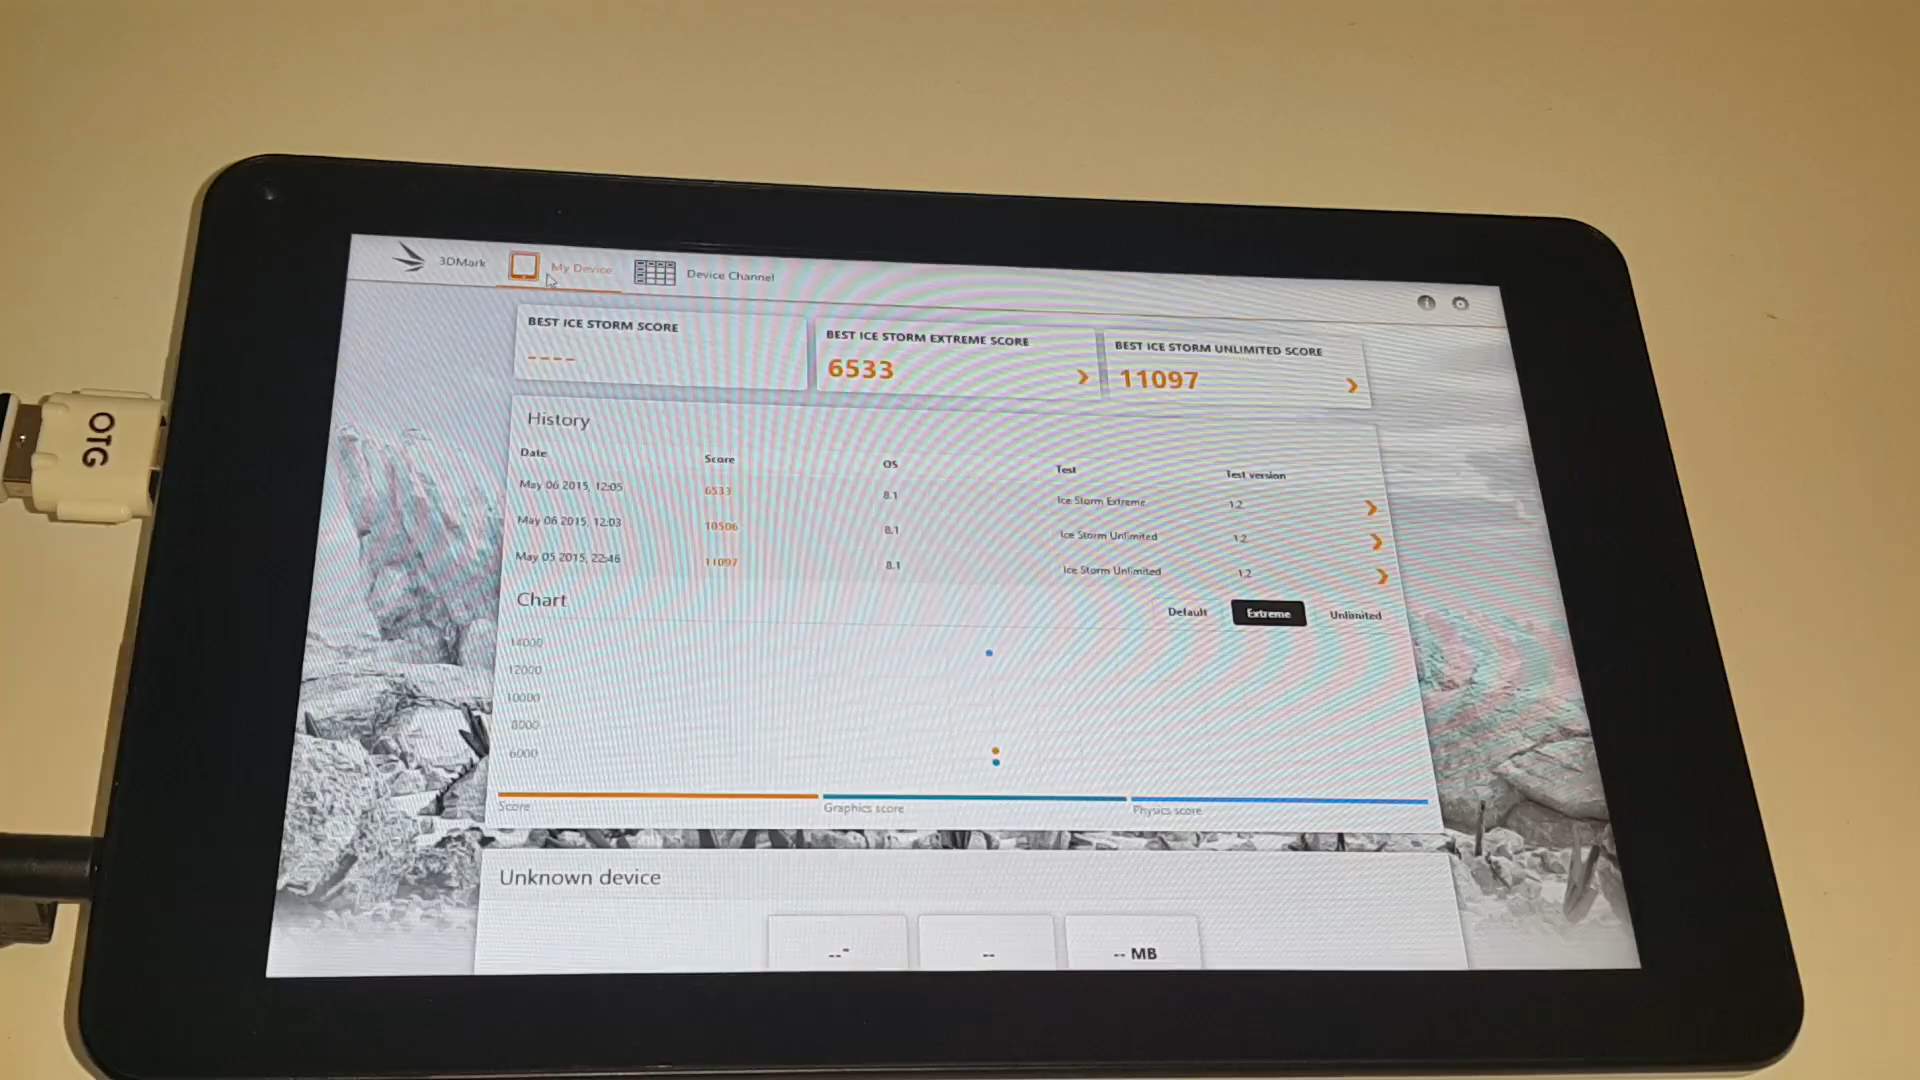 OTG
3DMark My Device Device Channel
BEST ICE STORM SCORE
----
BEST ICE STORM EXTREME SCORE
6533
BEST ICE STORM UNLIMITED SCORE
11097
History
Date Score OS Test Test version
May 06 2015, 12:05 6533 8.1 Ice Storm Extreme 1.2
May 06 2015, 12:03 10506 8.1 Ice Storm Unlimited 1.2
May 05 2015, 22:46 11097 8.1 Ice Storm Unlimited 1.2
Chart Default Extreme Unlimited
14000
12000
10000
8000
6000
Score Graphics score Physics score
Unknown device
--" -- -- MB